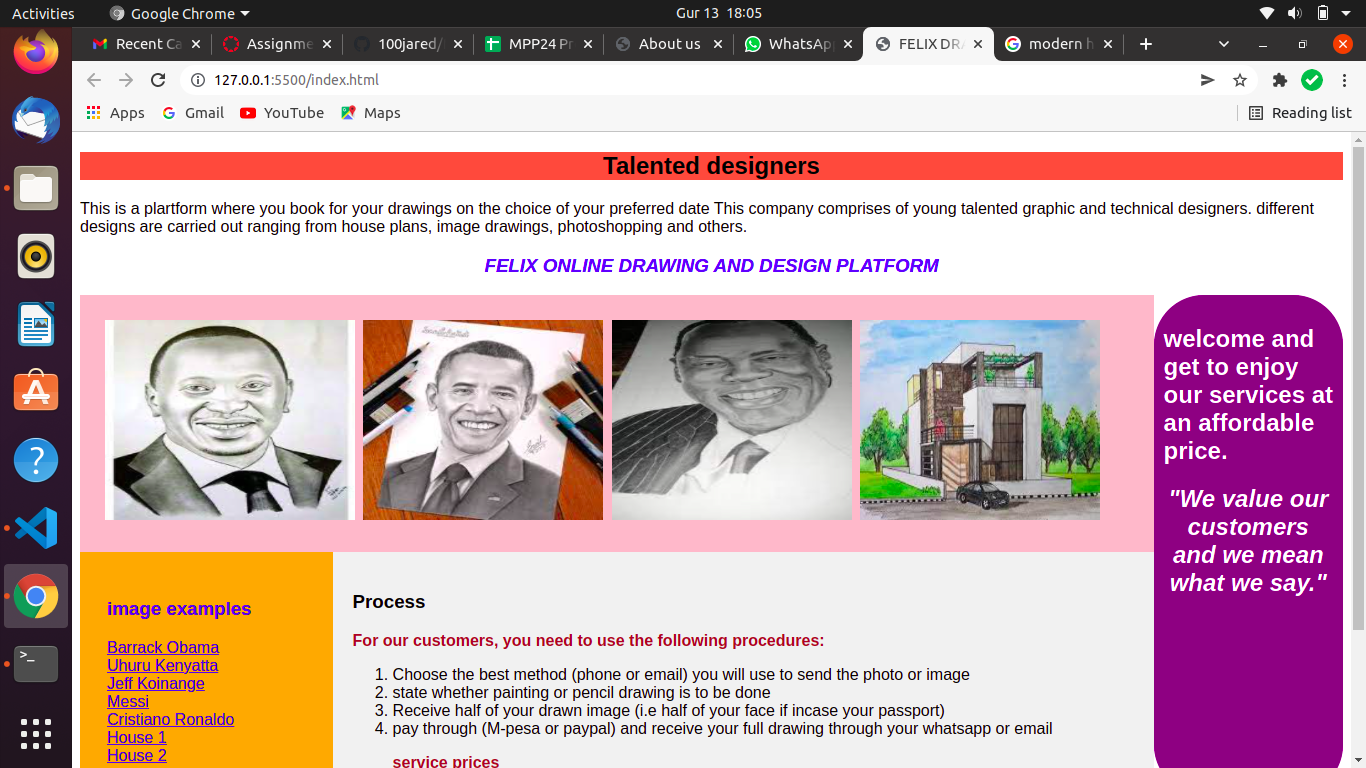 Activities
Google Chrome
Gur 13 18:05
Recent Ca
Assignme
100jared/
MPP24 Pr
About us
WhatsApp
FELIX DRA
modern h
127.0.0.1:5500/index.html
Apps
Gmail
YouTube
Maps
Reading list
Talented designers
This is a plartform where you book for your drawings on the choice of your preferred date This company comprises of young talented graphic and technical designers. different
designs are carried out ranging from house plans, image drawings, photoshopping and others.
FELIX ONLINE DRAWING AND DESIGN PLATFORM
welcome and
get to enjoy
our services at
an affordable
price.
"We value our
customers
and we mean
what we say."
image examples
Barrack Obama
Uhuru Kenyatta
Jeff Koinange
Messi
Cristiano Ronaldo
House 1
House 2
Process
For our customers, you need to use the following procedures:
1. Choose the best method (phone or email) you will use to send the photo or image
2. state whether painting or pencil drawing is to be done
3. Receive half of your drawn image (i.e half of your face if incase your passport)
4. pay through (M-pesa or paypal) and receive your full drawing through your whatsapp or email
service prices